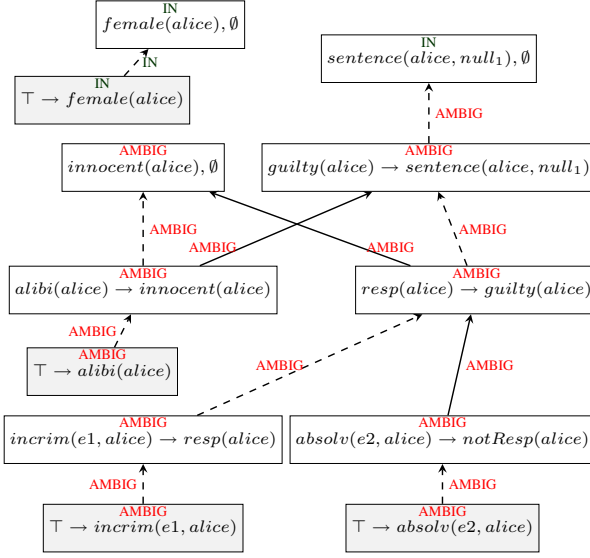 IN
female(alice), ∅
IN
IN
⊤ → female(alice)
IN
sentence(alice, null₁), ∅
AMBIG
AMBIG
innocent(alice), ∅
AMBIG
guilty(alice) → sentence(alice, null₁)
AMBIG
AMBIG
AMBIG
AMBIG
AMBIG
alibi(alice) → innocent(alice)
AMBIG
resp(alice) → guilty(alice)
AMBIG
AMBIG
⊤ → alibi(alice)
AMBIG
AMBIG
AMBIG
incrim(e1, alice) → resp(alice)
AMBIG
absolv(e2, alice) → notResp(alice)
AMBIG
AMBIG
AMBIG
⊤ → incrim(e1, alice)
AMBIG
⊤ → absolv(e2, alice)